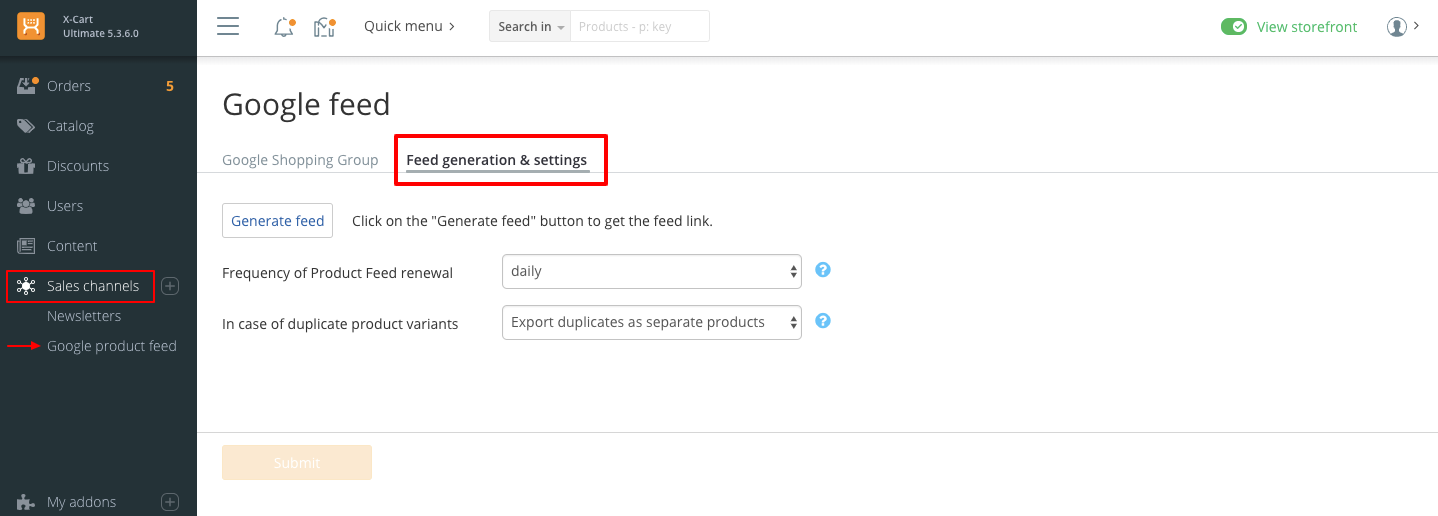 X-Cart
Ultimate 5.3.6.0
Quick menu
Search in
Products - p: key
View storefront
Orders
5
Catalog
Discounts
Users
Content
Sales channels
Newsletters
Google product feed
My addons
Google feed
Google Shopping Group
Feed generation & settings
Generate feed
Click on the "Generate feed" button to get the feed link.
Frequency of Product Feed renewal
daily
?
In case of duplicate product variants
Export duplicates as separate products
?
Submit